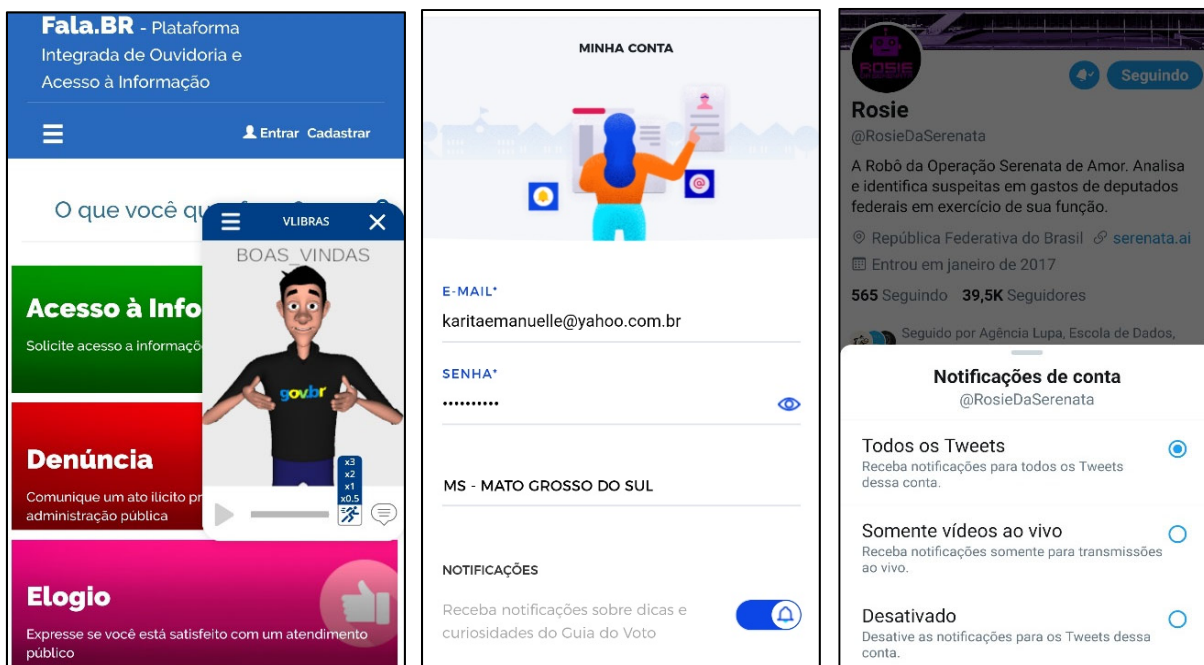 Fala.BR - Plataforma
Integrada de Ouvidoria e
Acesso à Informação
Entrar Cadastrar
O que você
VLIBRAS
BOAS_VINDAS
gov.br
Acesso à
Solicite acesso a
Denúncia
Comunique um ato ilícito
administração pública
x3
x2
x1
x0.5
Elogio
Expresse se você está satisfeito com um atendimento
público
MINHA CONTA
E-MAIL*
karitaemanuelle@yahoo.com.br
SENHA*
••••••••••
MS - MATO GROSSO DO SUL
NOTIFICAÇÕES
Receba notificações sobre dicas e
curiosidades do Guia do Voto
ROSIE
Seguindo
Rosie
@RosieDaSerenata
A Robô da Operação Serenata de Amor. Analisa
e identifica suspeitas em gastos de deputados
federais em exercício de sua função.
República Federativa do Brasil serenata.ai
Entrou em janeiro de 2017
565 Seguindo 39,5K Seguidores
Seguido por Agência Lupa, Escola de Dados,
Notificações de conta
@RosieDaSerenata
Todos os Tweets
Receba notificações para todos os Tweets
dessa conta.
Somente vídeos ao vivo
Receba notificações somente para transmissões
ao vivo.
Desativado
Desative as notificações para os Tweets dessa
conta.